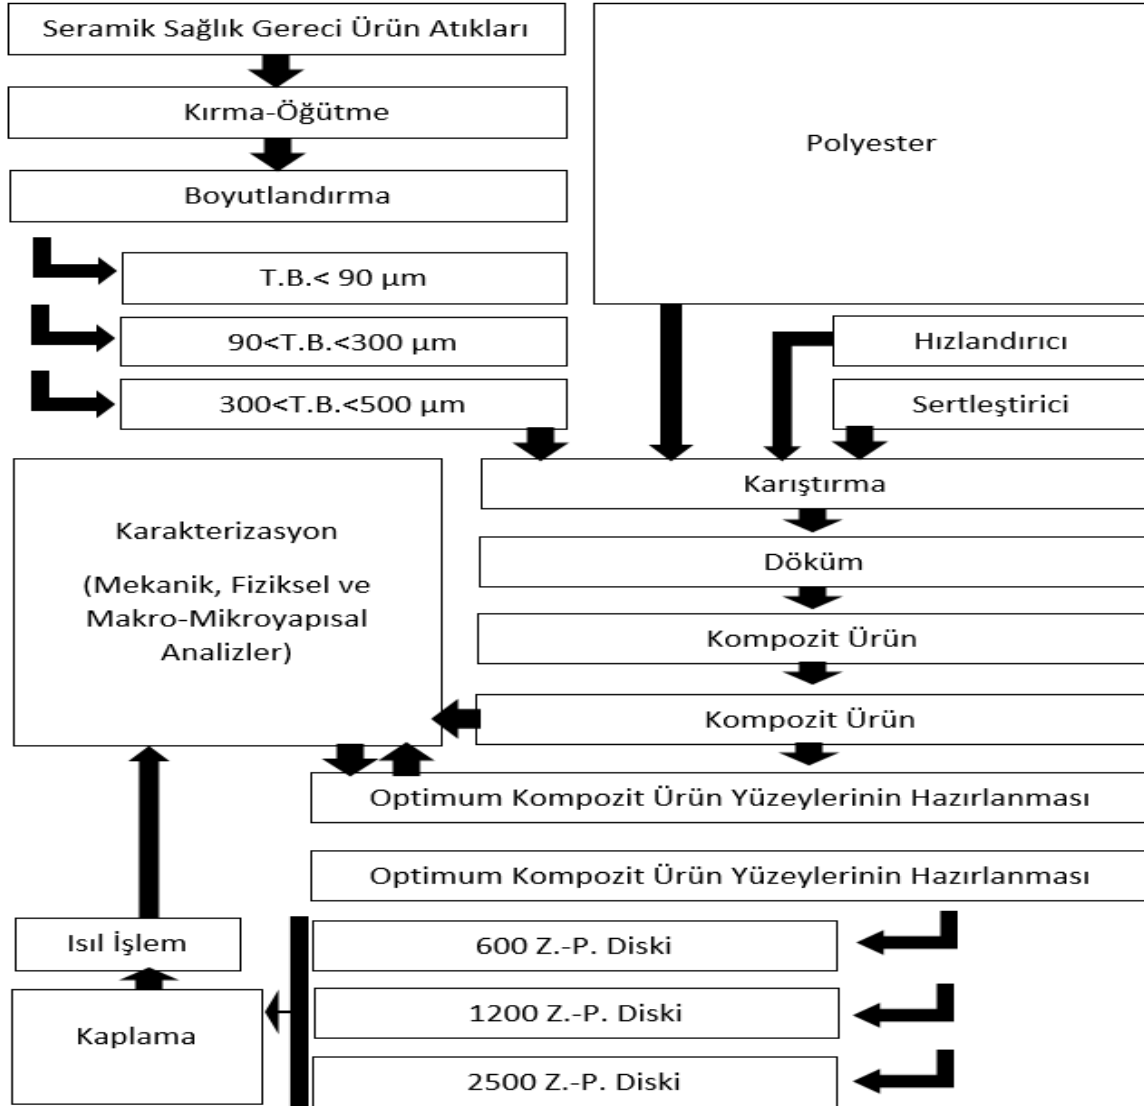 Seramik Sağlık Gereci Ürün Atıkları
Kırma-Öğütme
Boyutlandırma
T.B.< 90 µm
90<T.B.<300 µm
300<T.B.<500 µm
Polyester
Hızlandırıcı
Sertleştirici
Karıştırma
Döküm
Kompozit Ürün
Kompozit Ürün
Karakterizasyon
(Mekanik, Fiziksel ve
Makro-Mikroyapısal
Analizler)
Optimum Kompozit Ürün Yüzeylerinin Hazırlanması
Optimum Kompozit Ürün Yüzeylerinin Hazırlanması
600 Z.-P. Diski
1200 Z.-P. Diski
2500 Z.-P. Diski
Isıl İşlem
Kaplama